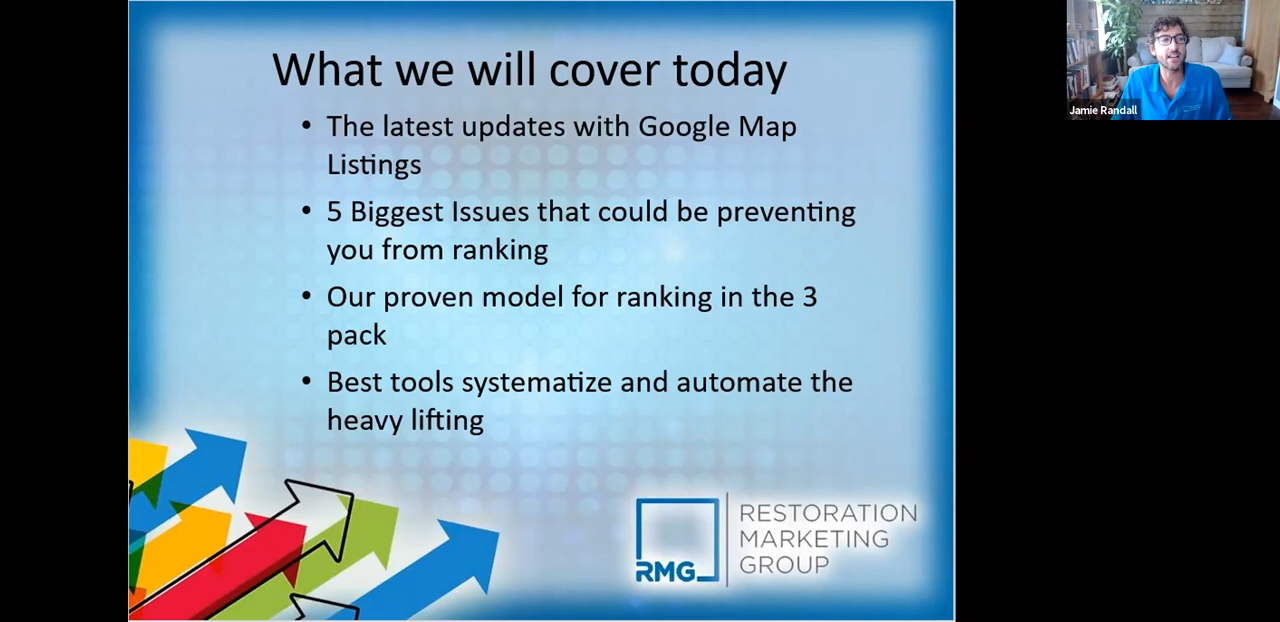 What we will cover today
• The latest updates with Google Map
Listings
• 5 Biggest Issues that could be preventing
you from ranking
• Our proven model for ranking in the 3
pack
• Best tools systematize and automate the
heavy lifting
RMG
RESTORATION
MARKETING
GROUP
Jamie Randall